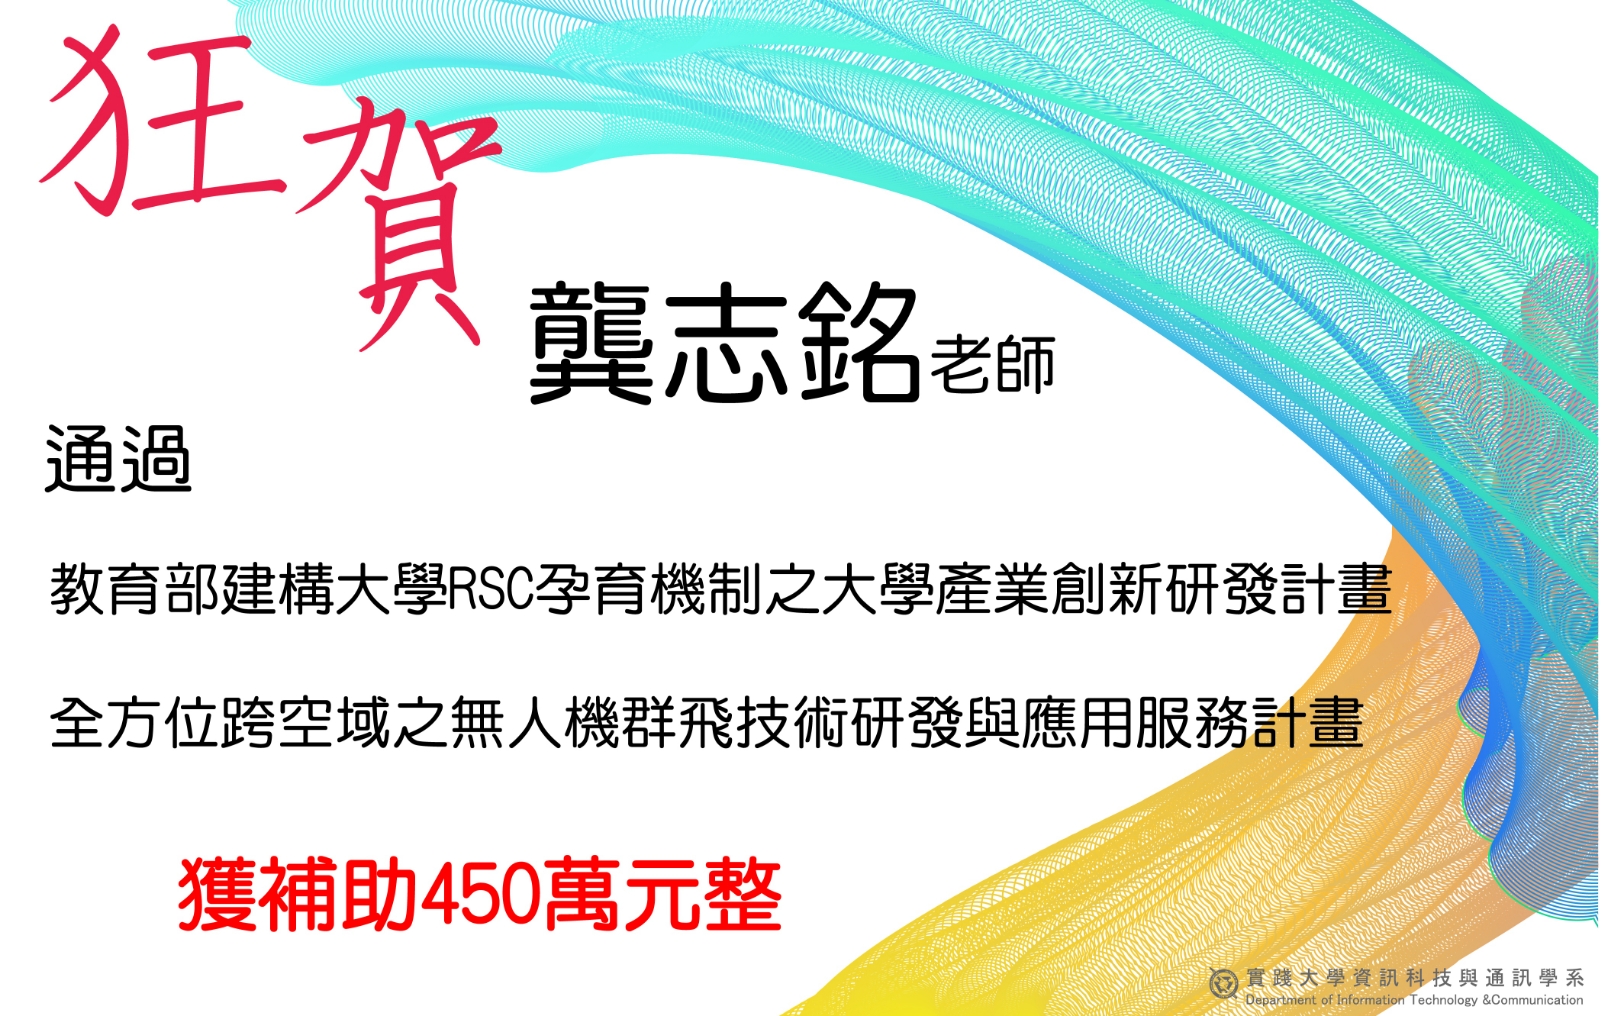 狂賀
龔志銘老師
通過
教育部建構大學RSC孕育機制之大學產業創新研發計畫
全方位跨空域之無人機群飛技術研發與應用服務計畫
獲補助450萬元整
實踐大學資訊科技與通訊學系
Department of Information Technology &Communication